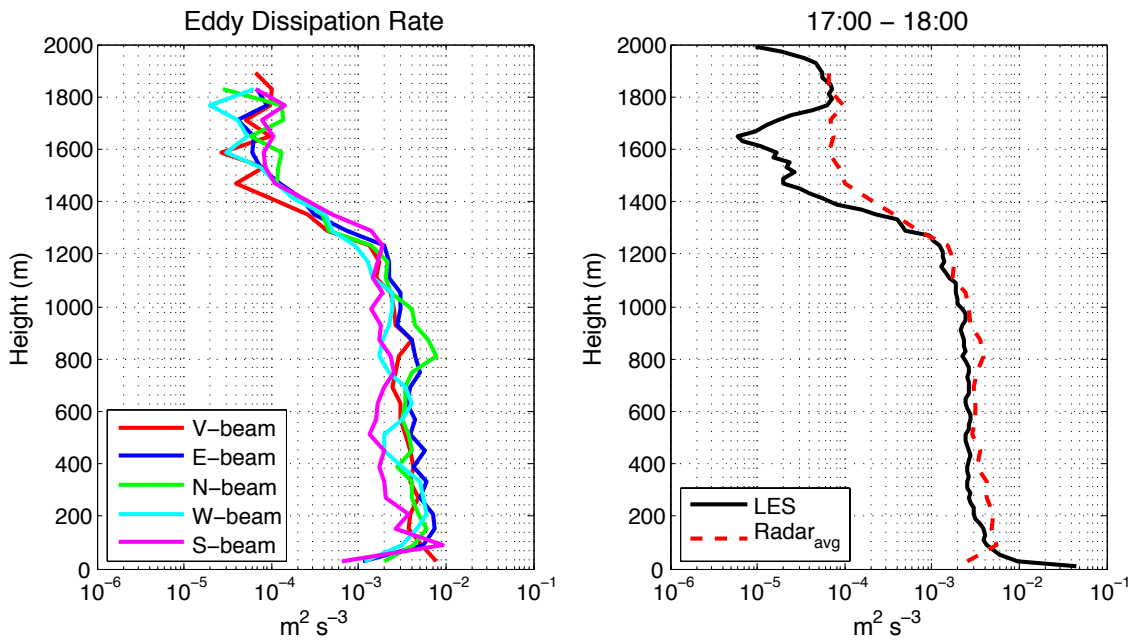 Eddy Dissipation Rate
2000
1800
1600
1400
1200
1000
800
600
400
200
0
Height (m)
V−beam
E−beam
N−beam
W−beam
S−beam
10⁻⁶ 10⁻⁵ 10⁻⁴ 10⁻³ 10⁻² 10⁻¹
m² s⁻³
17:00 − 18:00
2000
1800
1600
1400
1200
1000
800
600
400
200
0
Height (m)
LES
Radar_avg
10⁻⁶ 10⁻⁵ 10⁻⁴ 10⁻³ 10⁻² 10⁻¹
m² s⁻³